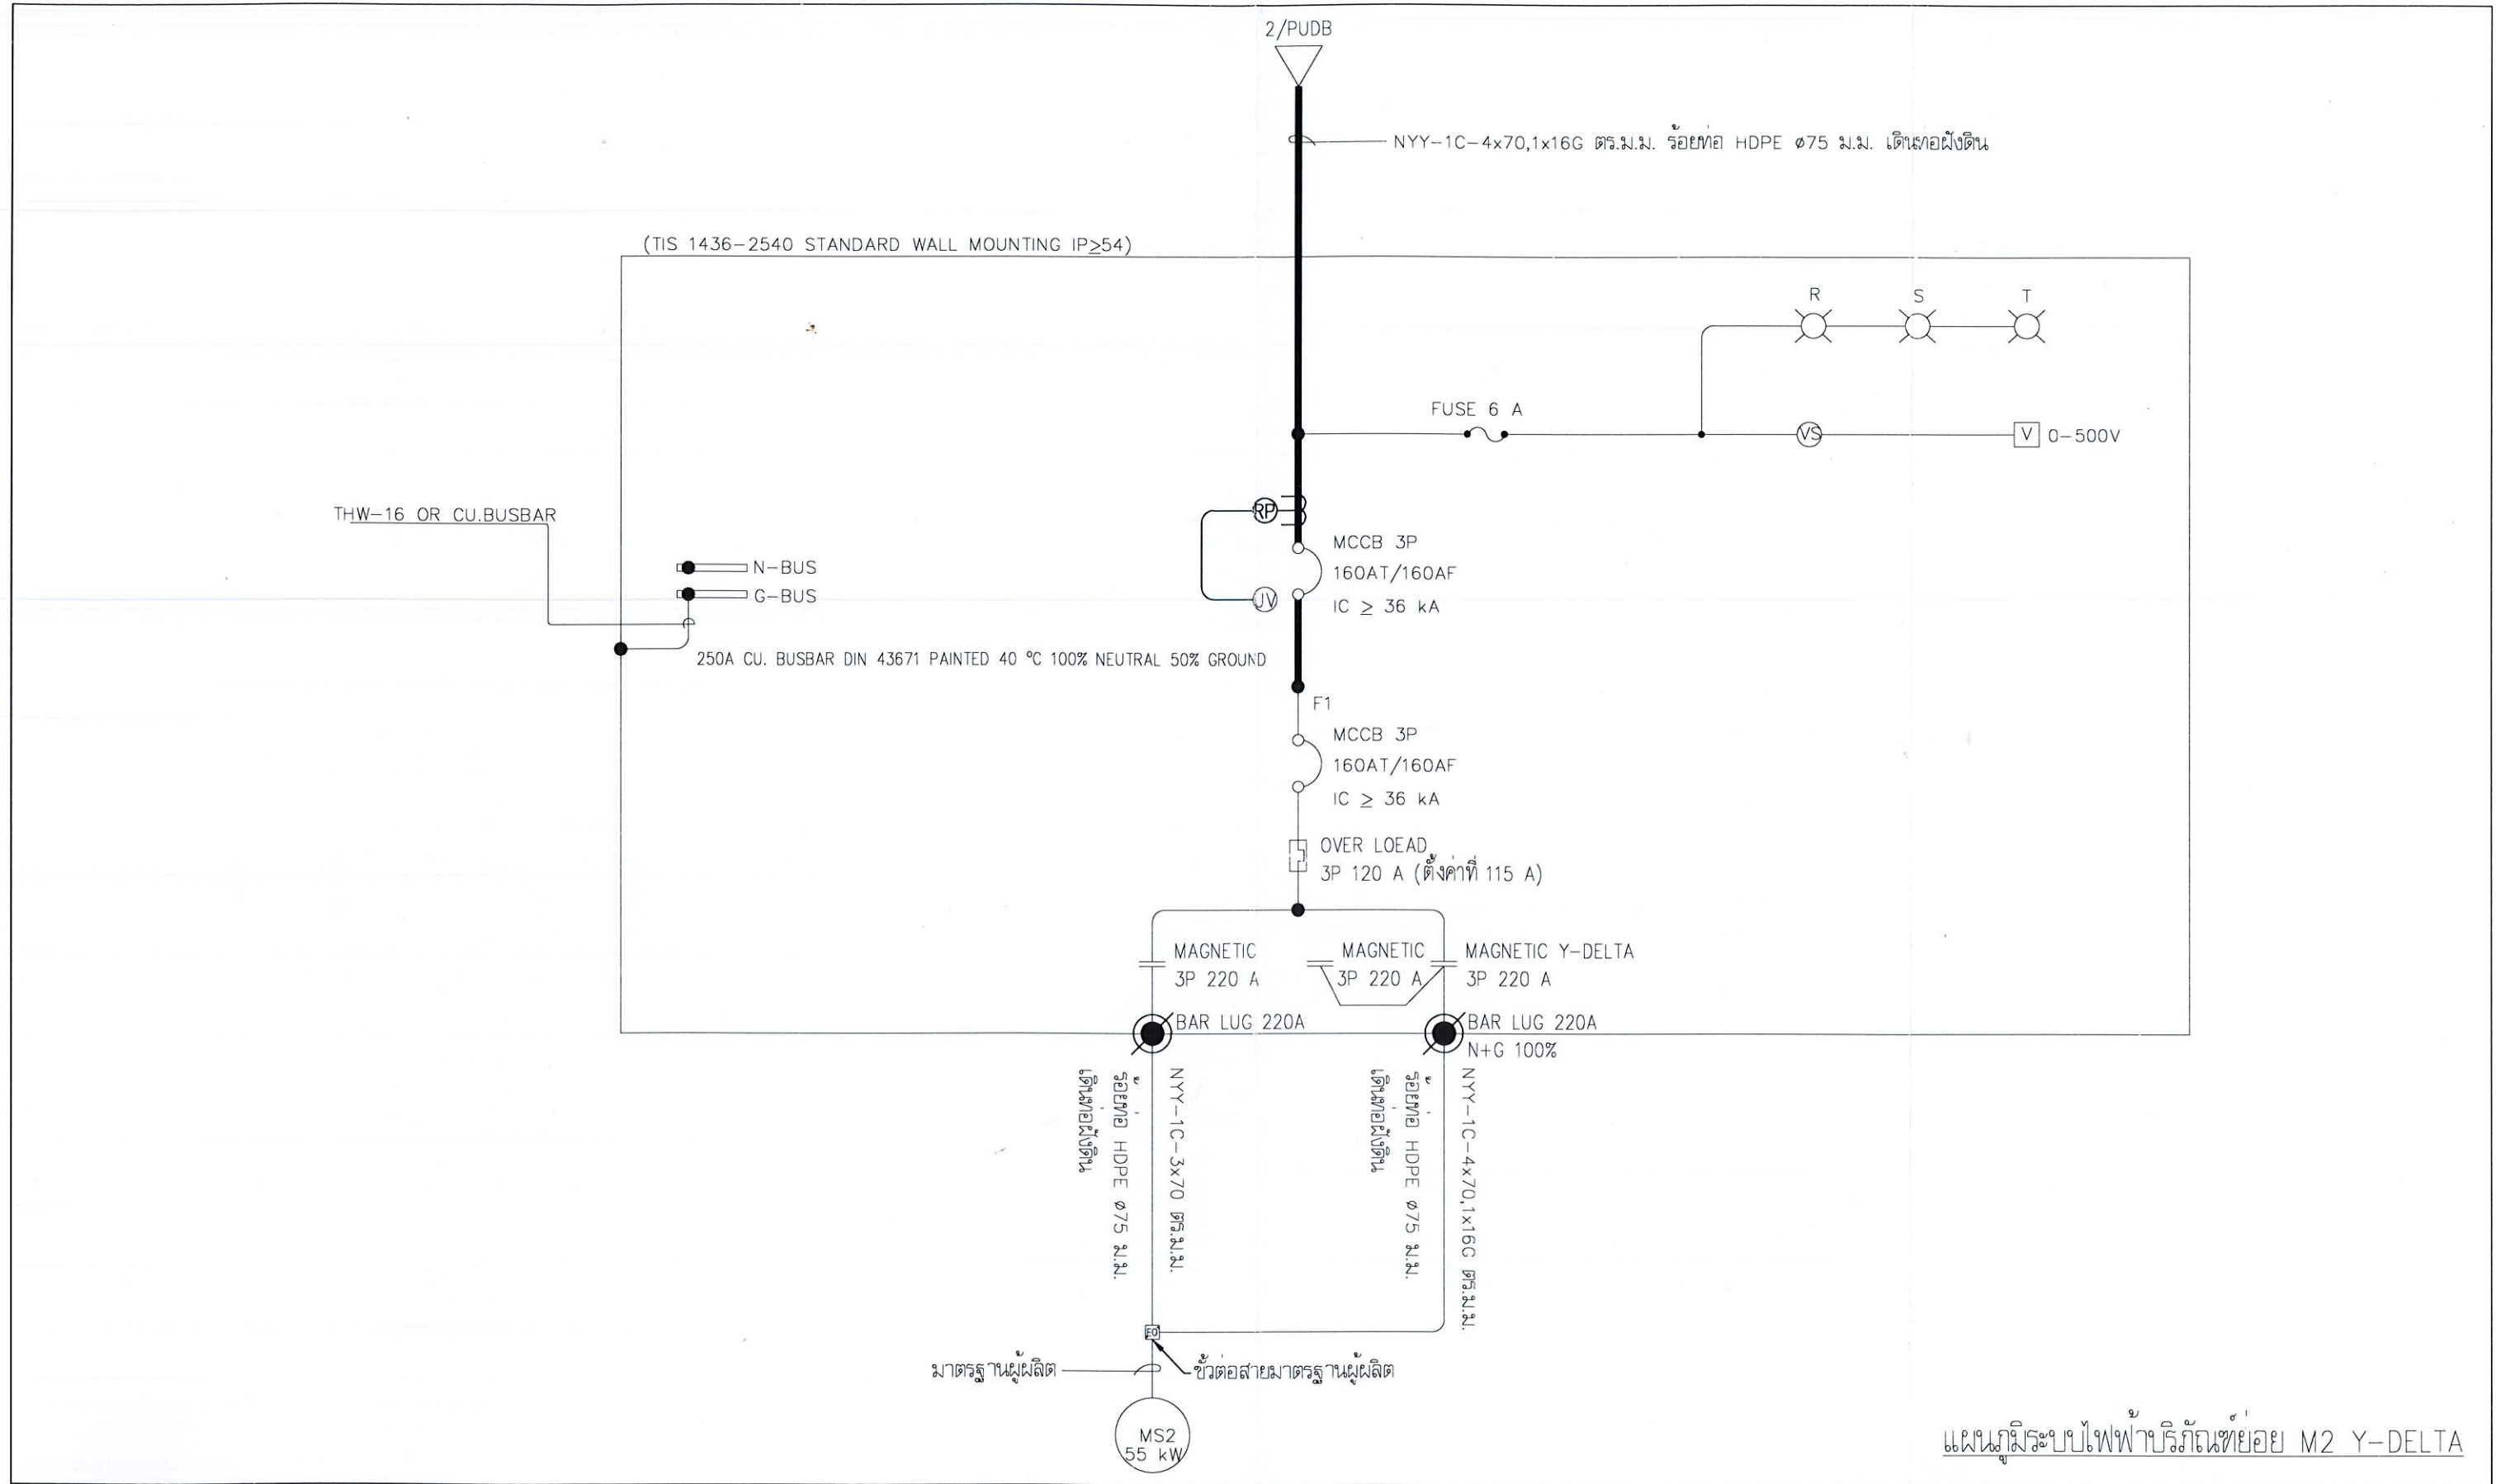 2/PUDB
NYY-1C-4x70,1x16G ตร.ม.ม. ร้อยท่อ HDPE ø75 ม.ม. เดินทอฝังดิน
(TIS 1436-2540 STANDARD WALL MOUNTING IP≥54)
R
S
T
FUSE 6 A
VS
V
0-500V
THW-16 OR CU.BUSBAR
RP
MCCB 3P
160AT/160AF
IC ≥ 36 kA
UV
N-BUS
G-BUS
250A CU. BUSBAR DIN 43671 PAINTED 40 °C 100% NEUTRAL 50% GROUND
F1
MCCB 3P
160AT/160AF
IC ≥ 36 kA
OVER LOEAD
3P 120 A (ตั้งค่าที่ 115 A)
MAGNETIC
3P 220 A
MAGNETIC
3P 220 A
MAGNETIC Y-DELTA
3P 220 A
BAR LUG 220A
BAR LUG 220A
N+G 100%
NYY-1C-3x70 ตร.ม.ม.
ร้อยท่อ HDPE ø75 ม.ม.
เดินท่อฝังดิน
NYY-1C-4x70,1x16G ตร.ม.ม.
ร้อยท่อ HDPE ø75 ม.ม.
เดินท่อฝังดิน
มาตรฐานผู้ผลิต
ขั้วต่อสายมาตรฐานผู้ผลิต
MS2
55 kW
แผนภูมิระบบไฟฟ้าบริภัณฑ์ย่อย M2 Y-DELTA